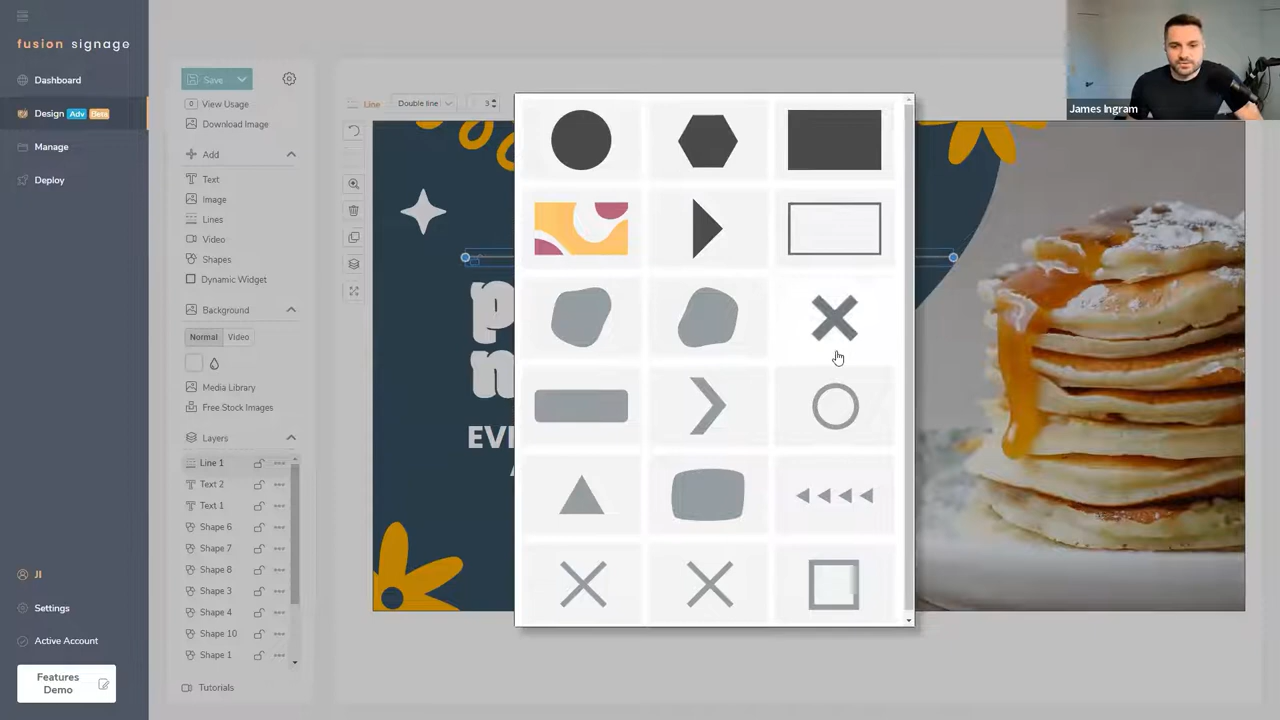 fusion signage
Dashboard
Design Adv Beta
Manage
Deploy
JI
Settings
Active Account
Features
Demo
Save
View Usage
Download Image
Add
Text
Image
Lines
Video
Shapes
Dynamic Widget
Background
Normal Video
Media Library
Free Stock Images
Layers
Line 1
Text 2
Text 1
Shape 6
Shape 7
Shape 8
Shape 3
Shape 4
Shape 10
Shape 1
Tutorials
Line Double line 3
p
n
EVE
A
James Ingram